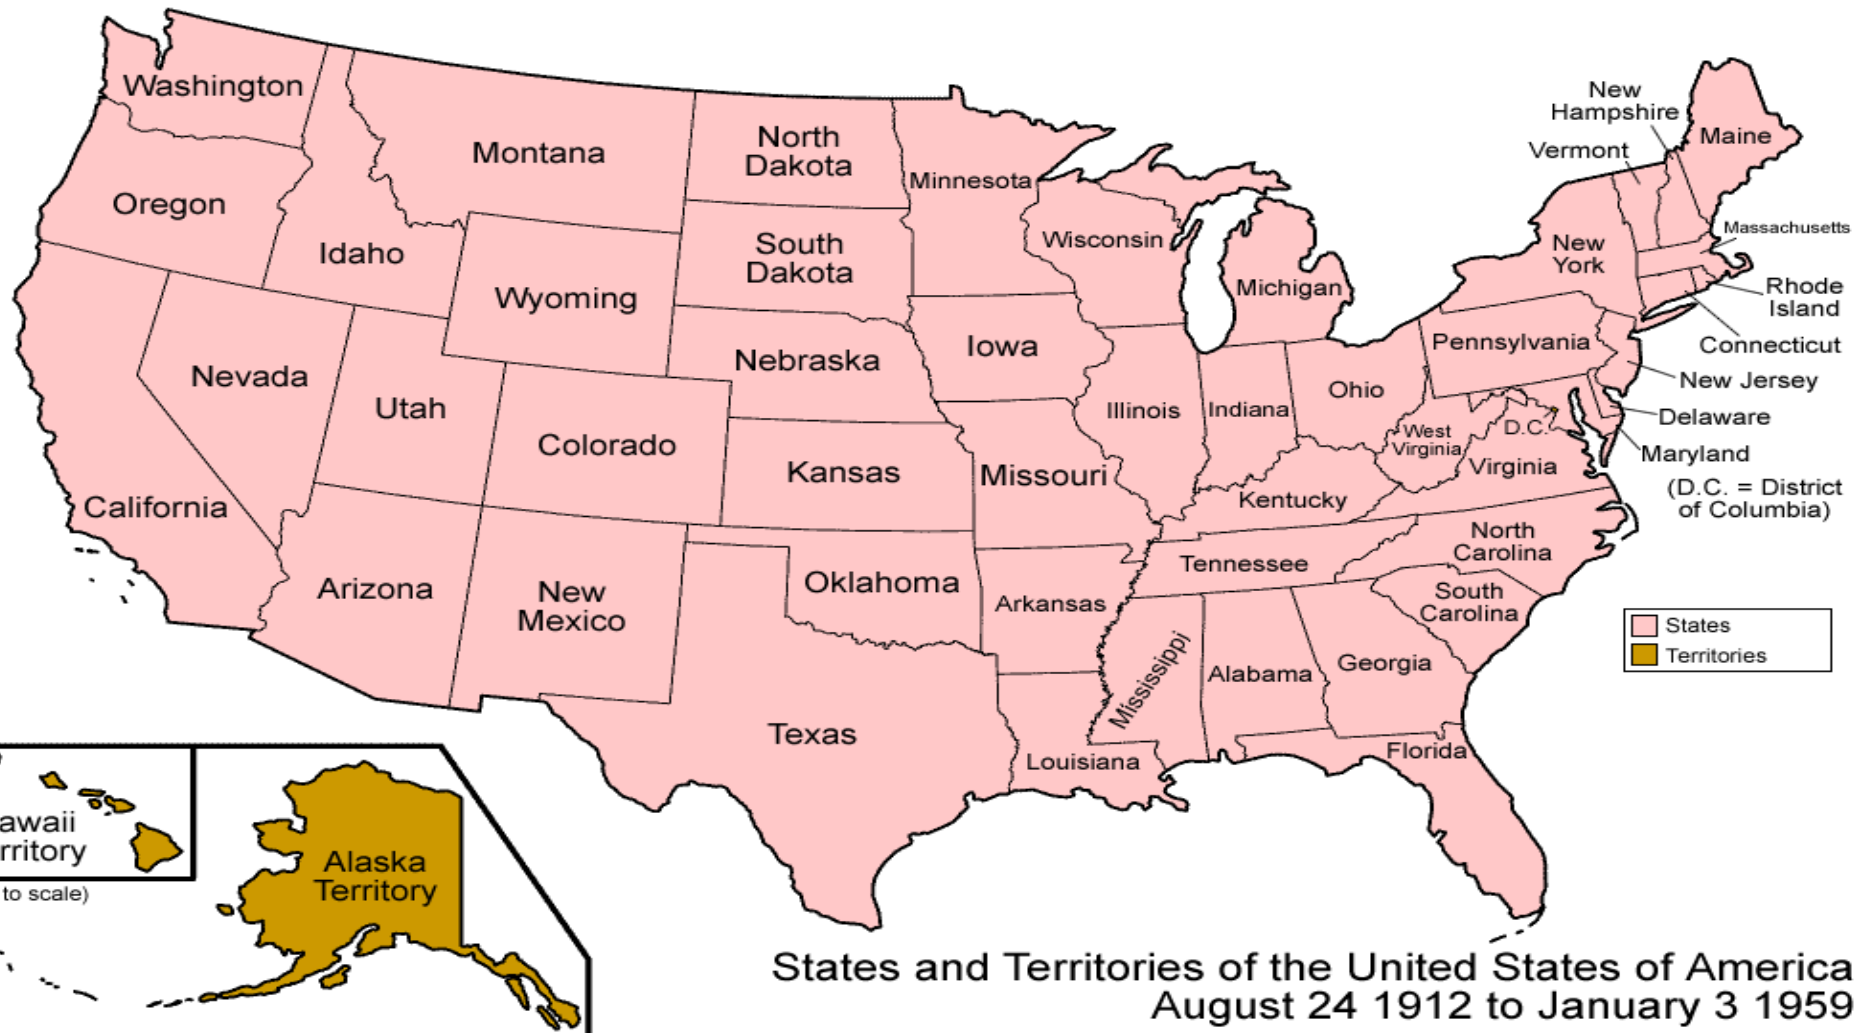 Washington
Montana
North
Dakota
Minnesota
New
Hampshire
Maine
Vermont
Oregon
Idaho
South
Dakota
Wisconsin
Massachusetts
New
York
Wyoming
Michigan
Rhode
Island
Nebraska
Iowa
Pennsylvania
Connecticut
Nevada
Utah
Colorado
Illinois
Indiana
Ohio
New Jersey
Delaware
West
Virginia
D.C.
Maryland
Kansas
Missouri
Virginia
(D.C. = District
of Columbia)
California
Kentucky
North
Carolina
Tennessee
Arizona
New
Mexico
Oklahoma
Arkansas
South
Carolina
States
Territories
Mississippi
Alabama
Georgia
Texas
Louisiana
Florida
awaii
rritory
to scale)
Alaska
Territory
States and Territories of the United States of America
August 24 1912 to January 3 1959